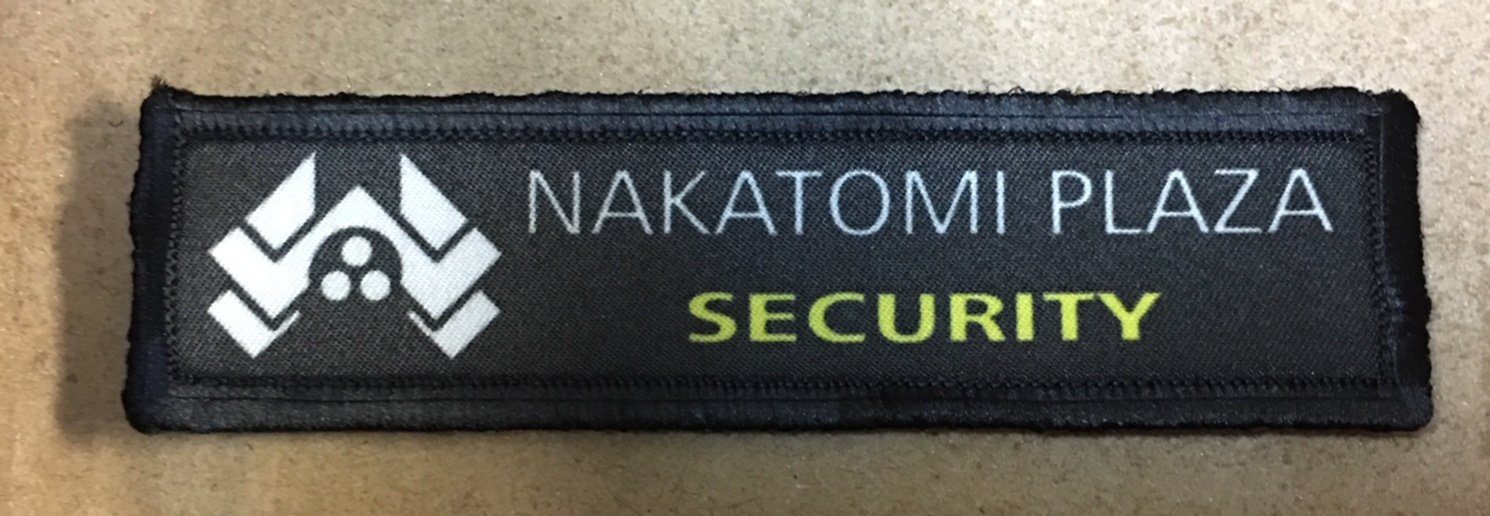 NAKATOMI PLAZA
SECURITY